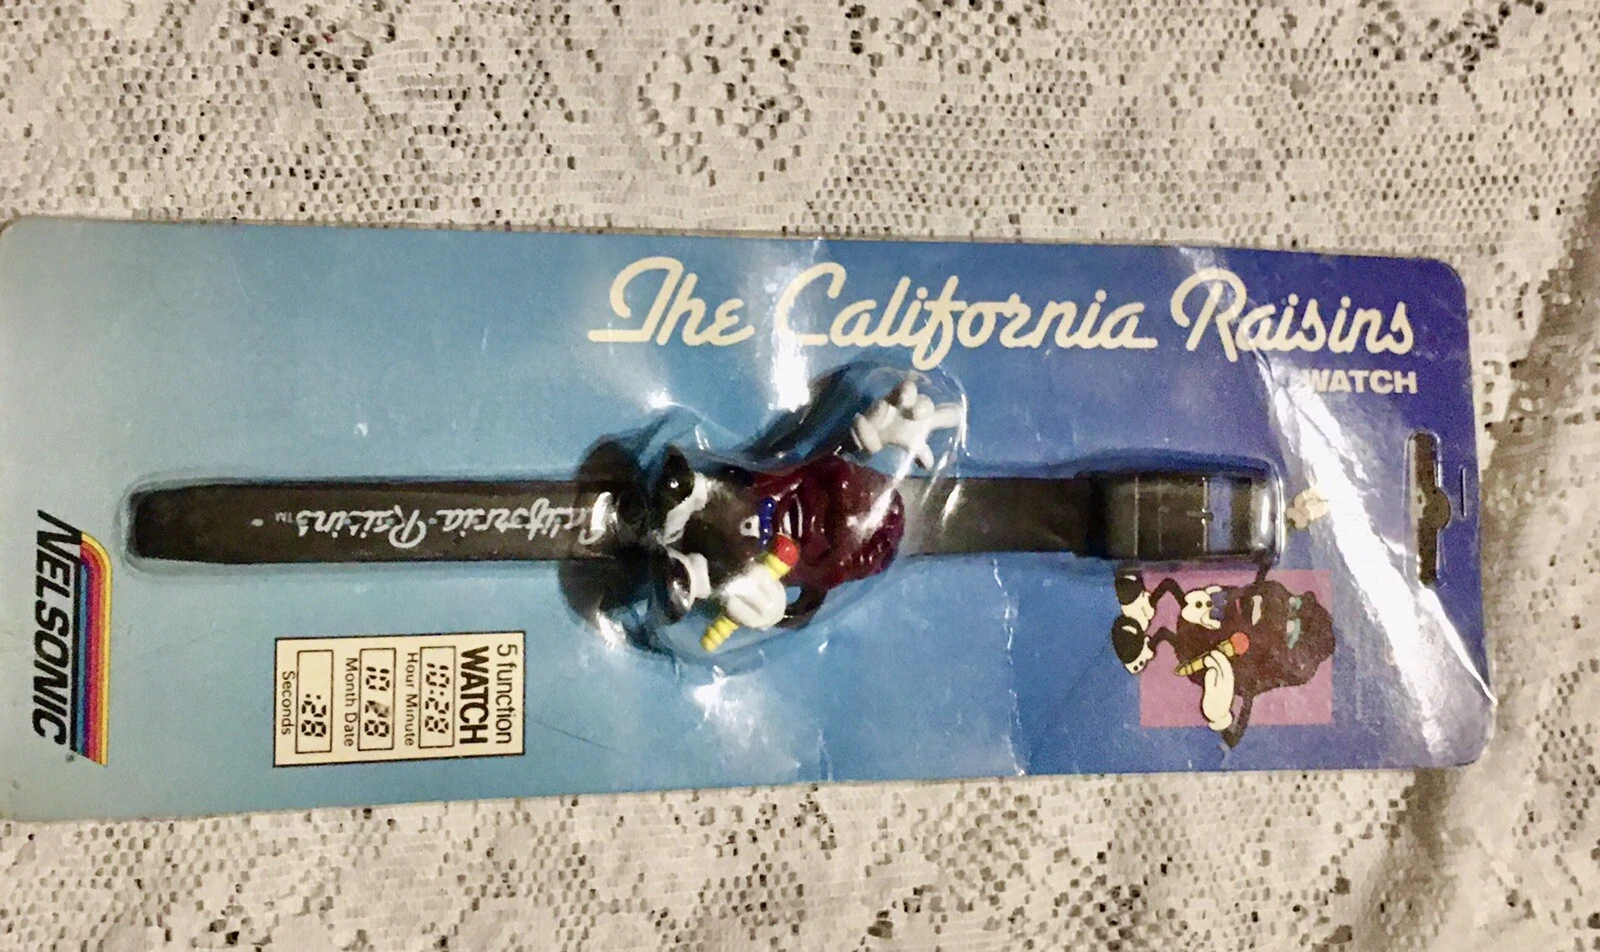 The California Raisins
WATCH
California Raisins™
5 function
WATCH
10:28
Hour Minute
10 28
Month Date
:28
Seconds
NELSONIC®